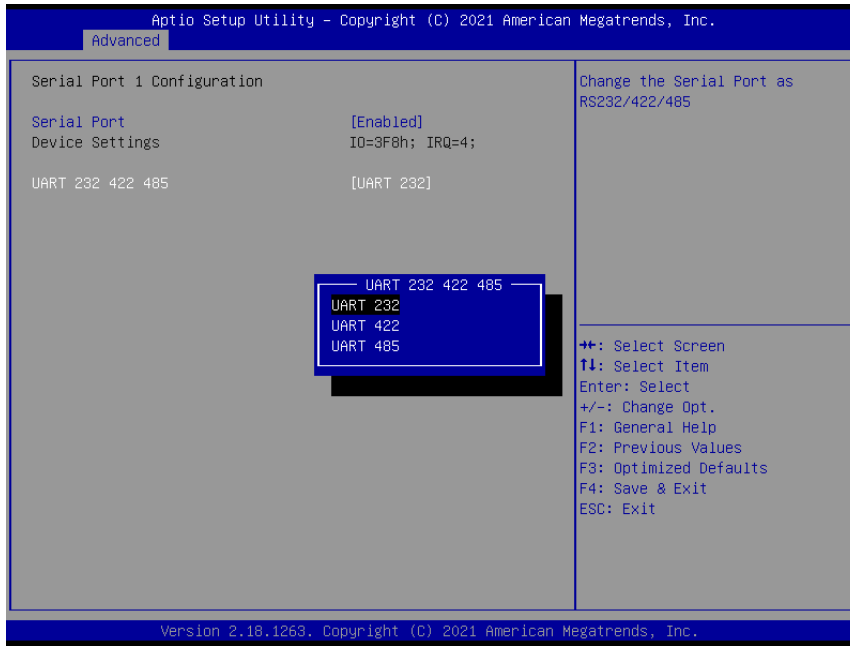 Aptio Setup Utility – Copyright (C) 2021 American Megatrends, Inc.
Advanced
Serial Port 1 Configuration
Serial Port [Enabled]
Device Settings IO=3F8h; IRQ=4;
UART 232 422 485 [UART 232]
UART 232 422 485
UART 232
UART 422
UART 485
Change the Serial Port as
RS232/422/485
→←: Select Screen
↑↓: Select Item
Enter: Select
+/-: Change Opt.
F1: General Help
F2: Previous Values
F3: Optimized Defaults
F4: Save & Exit
ESC: Exit
Version 2.18.1263. Copyright (C) 2021 American Megatrends, Inc.